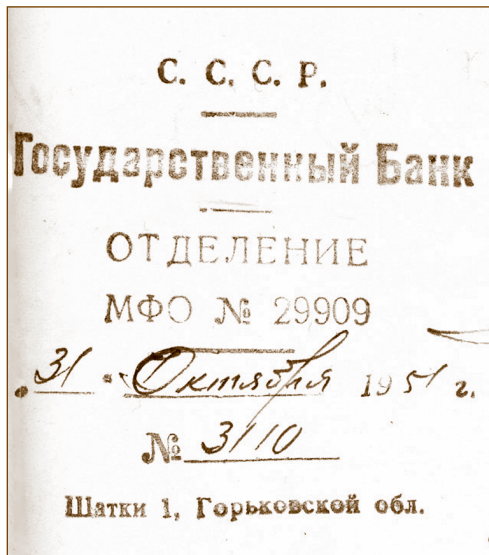 С. С. С. Р.
Государственный Банк
ОТДЕЛЕНИЕ
МФО № 29909
„31 " Октября 1951 г.
№ 3110
Шатки 1, Горьковской обл.